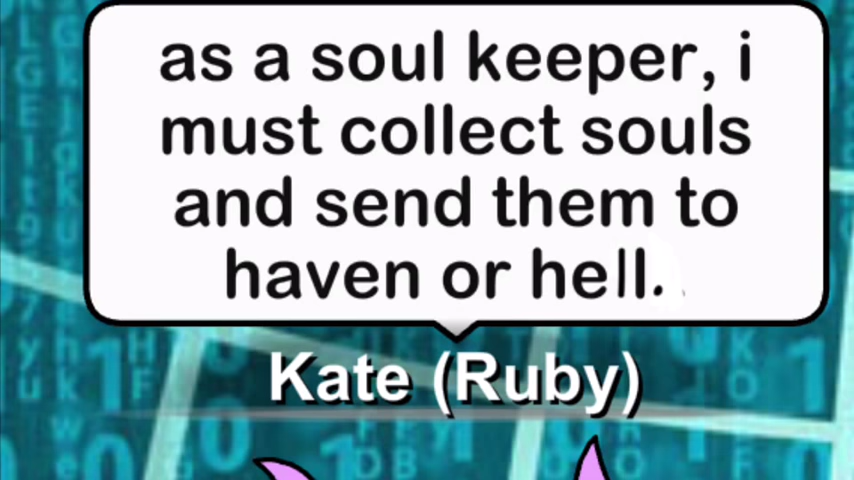 as a soul keeper, i
must collect souls
and send them to
haven or hell.
Kate (Ruby)